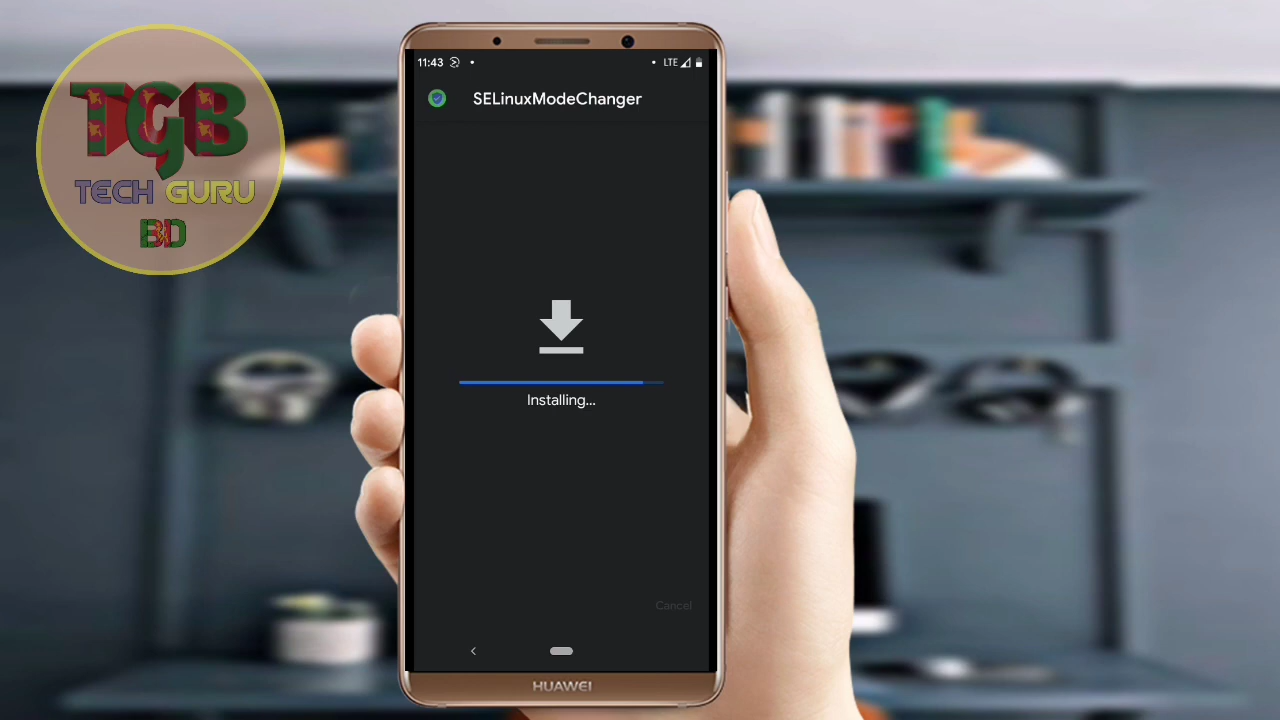 TGB
TECH GURU
BD
11:43
LTE
SELinuxModeChanger
Installing...
Cancel
HUAWEI